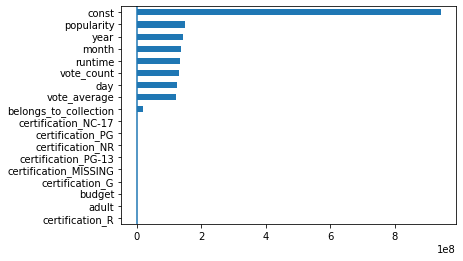 const
popularity
year
month
runtime
vote_count
day
vote_average
belongs_to_collection
certification_NC-17
certification_PG
certification_NR
certification_PG-13
certification_MISSING
certification_G
budget
adult
certification_R
0 2 4 6 8
1e8